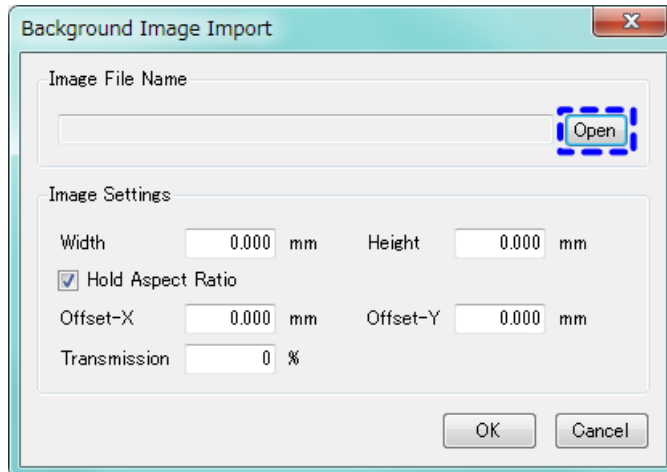 Background Image Import
Image File Name
Open
Image Settings
Width 0.000 mm Height 0.000 mm
Hold Aspect Ratio
Offset-X 0.000 mm Offset-Y 0.000 mm
Transmission 0 %
OK Cancel